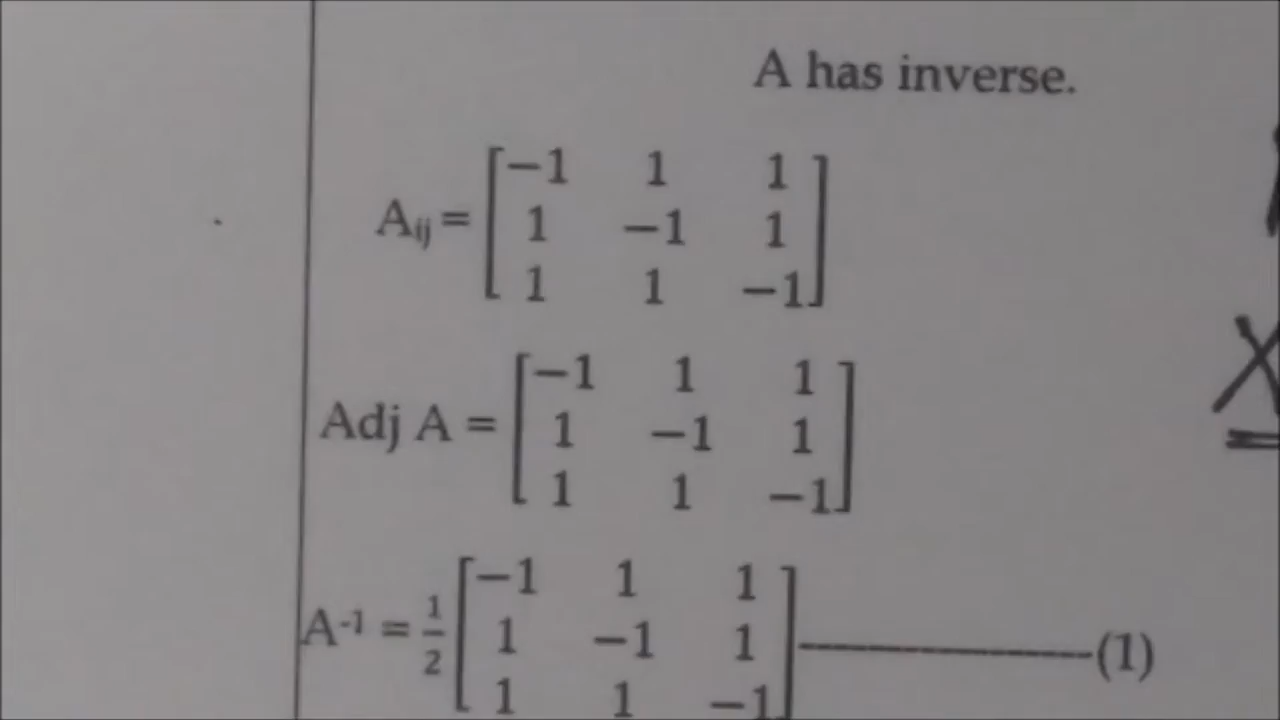 A has inverse.
−1 1 1
Aij = 1 −1 1
1 1 −1
−1 1 1
Adj A = 1 −1 1
1 1 −1
−1 1 1
A-1 = 1/2 1 −1 1 (1)
1 1 −1
X